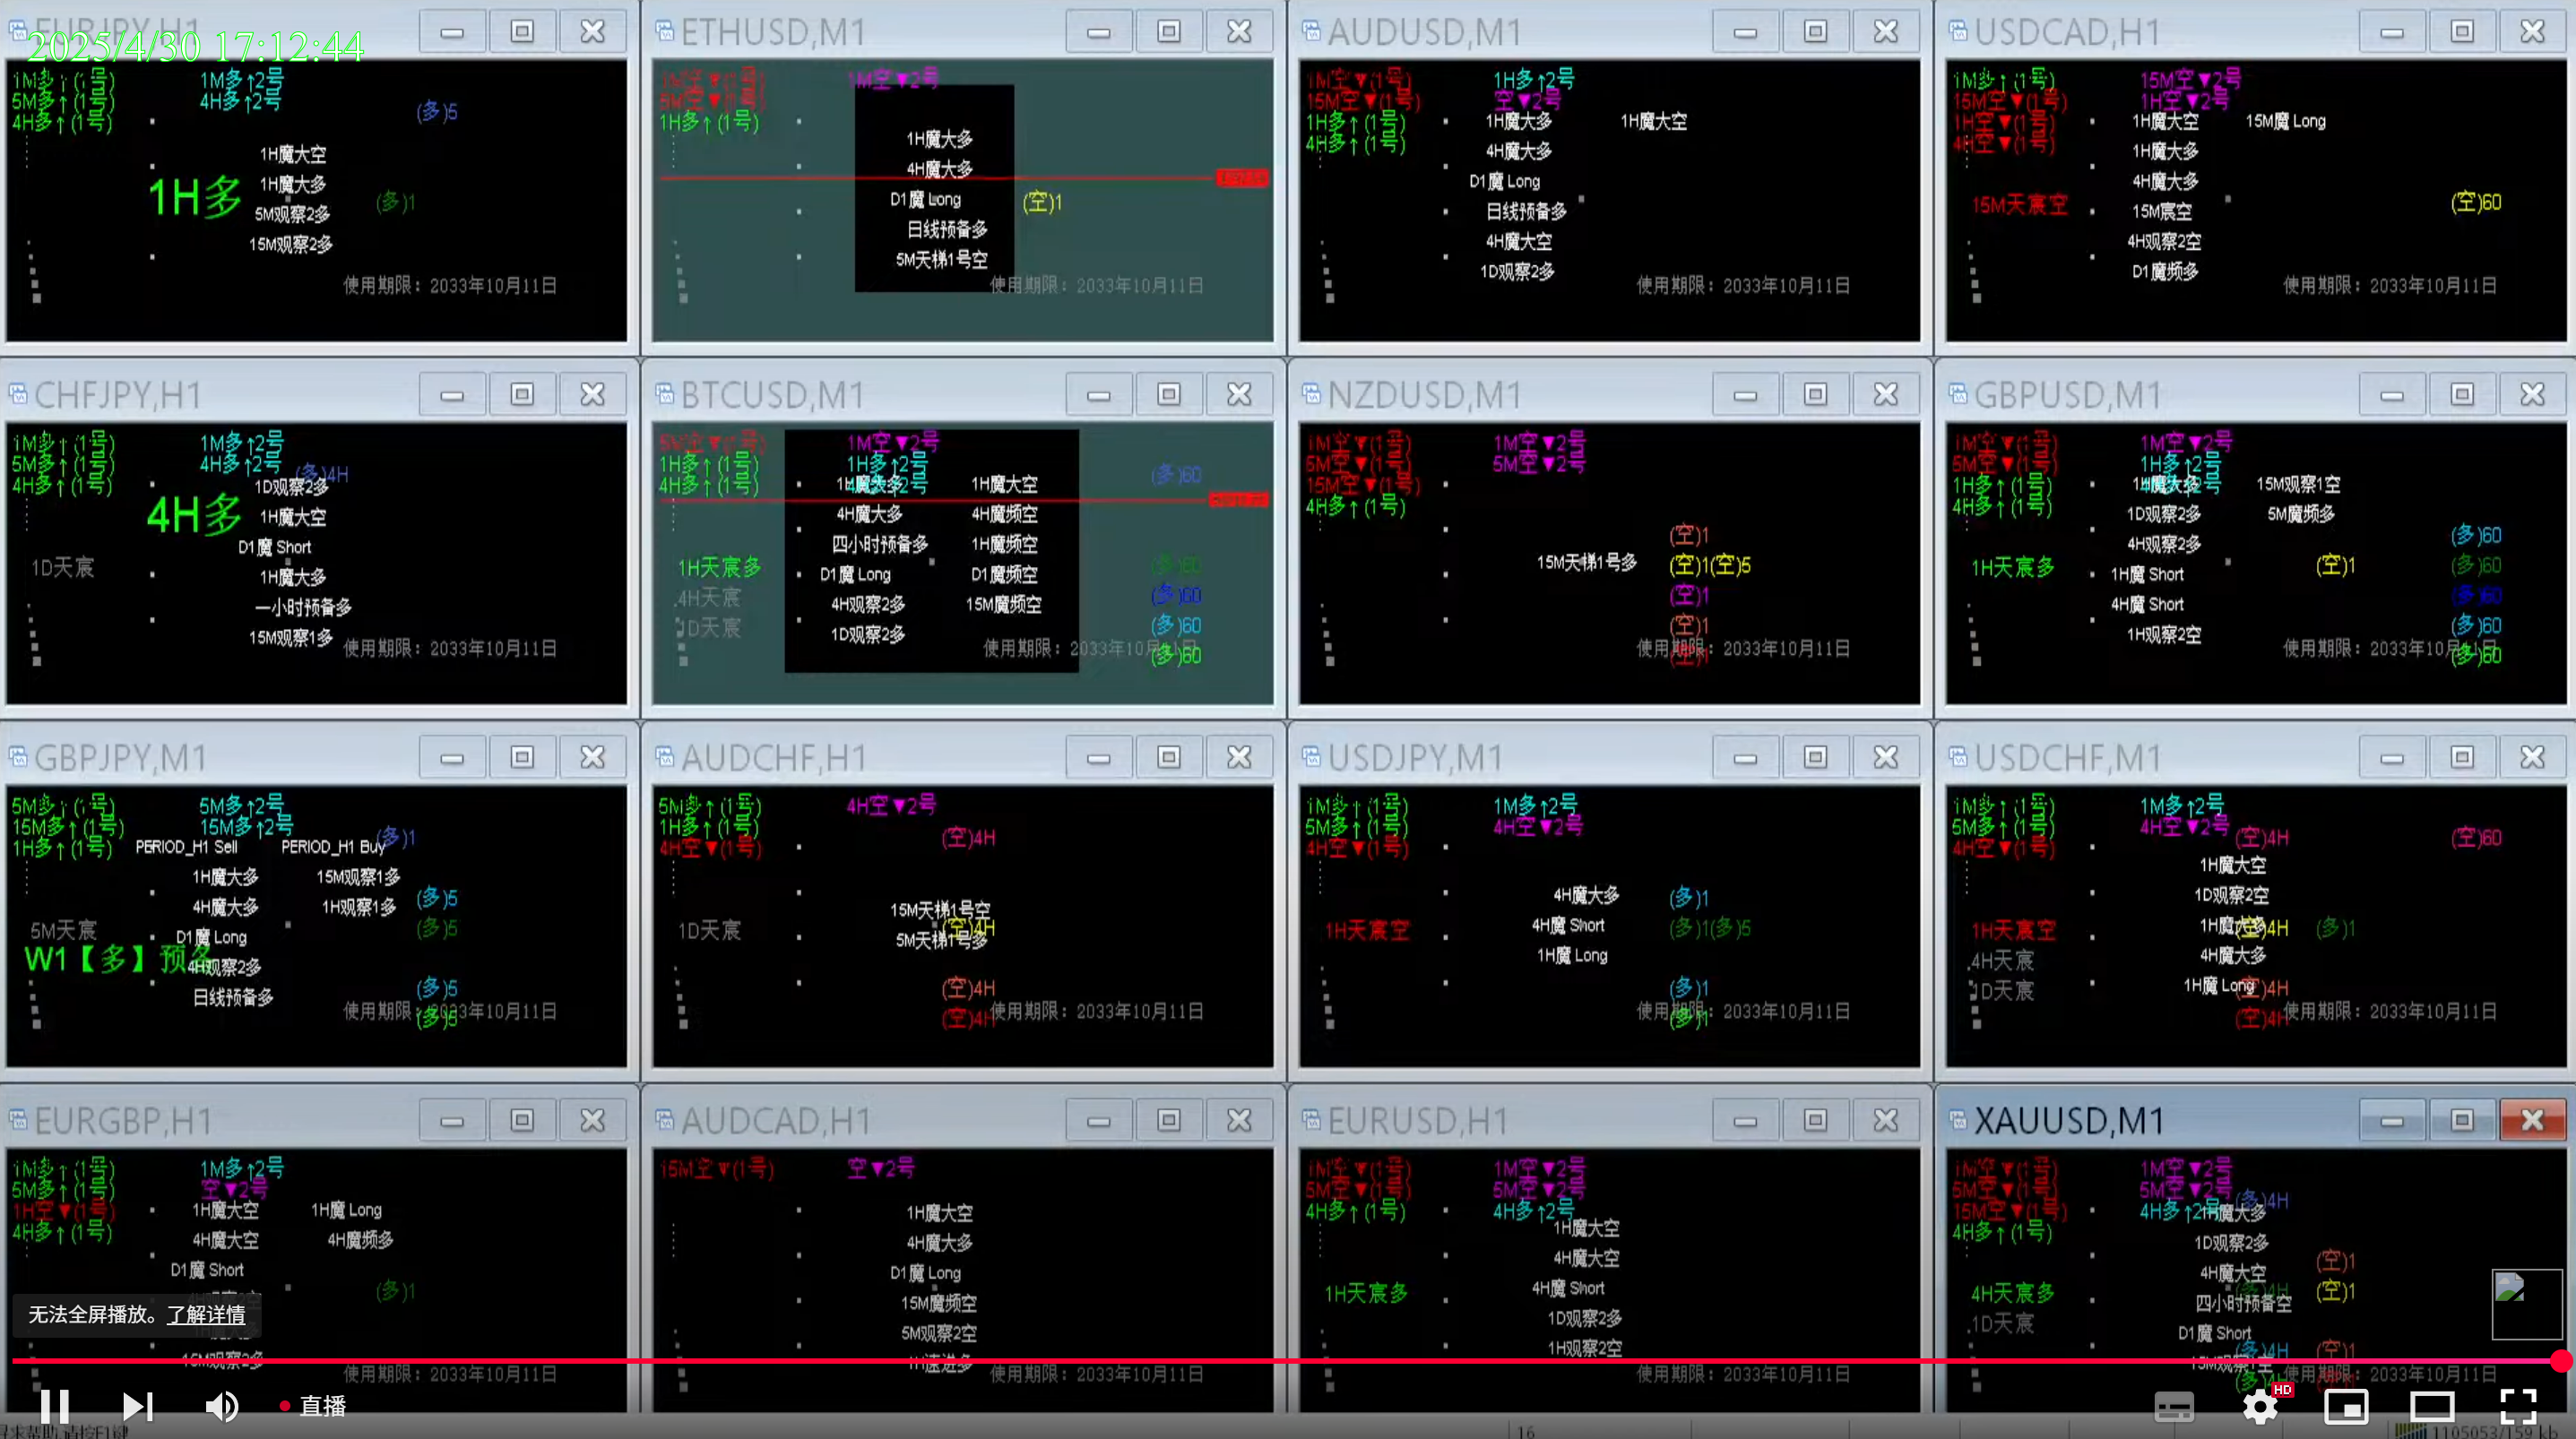 EURJPY,H1
2025/4/30 17:12:44
1M多↑(1号)
5M多↑(1号)
4H多↑(1号)
1M多↑2号
4H多↑2号
(多)5
1H魔大空
1H多
1H魔大多
(多)1
5M观察2多
15M观察2多
使用期限：2033年10月11日
ETHUSD,M1
5M空▼(1号)
1H多↑(1号)
1M空▼2号
1H魔大多
4H魔大多
D1魔 Long
(空)1
日线预备多
5M天梯1号空
使用期限：2033年10月11日
AUDUSD,M1
1M空▼(1号)
15M空▼(1号)
1H多↑(1号)
4H多↑(1号)
1H多↑2号
空▼2号
1H魔大多
1H魔大空
4H魔大多
D1魔 Long
日线预备多
4H魔大空
1D观察2多
使用期限：2033年10月11日
USDCAD,H1
1M多↑(1号)
15M空▼(1号)
1H空▼(1号)
4H空▼(1号)
15M空▼2号
1H空▼2号
1H魔大空
15M魔 Long
1H魔大多
4H魔大多
15M天宸空
15M宸空
(空)60
4H观察2空
D1魔频多
使用期限：2033年10月11日
CHFJPY,H1
1M多↑(1号)
5M多↑(1号)
4H多↑(1号)
1M多↑2号
4H多↑2号
(多)4H
1D观察2多
4H多
1H魔大空
D1魔 Short
1D天宸
1H魔大多
一小时预备多
15M观察1多
使用期限：2033年10月11日
BTCUSD,M1
5M空▼(1号)
1H多↑(1号)
4H多↑(1号)
1M空▼2号
1H多↑2号
1H魔大多
1H魔大空
(多)60
4H魔大多
4H魔频空
四小时预备多
1H魔频空
1H天宸多
D1魔 Long
D1魔频空
(多)60
4H天宸
4H观察2多
15M魔频空
(多)60
1D天宸
1D观察2多
(多)60
使用期限：2033年10月11日
(多)60
NZDUSD,M1
1M空▼(1号)
5M空▼(1号)
15M空▼(1号)
4H多↑(1号)
1M空▼2号
5M空▼2号
(空)1
15M天梯1号多
(空)1(空)5
(空)1
(空)1
使用期限：2033年10月11日
GBPUSD,M1
1M空▼(1号)
5M空▼(1号)
1H多↑(1号)
4H多↑(1号)
1M空▼2号
1H多↑2号
1H魔大多
15M观察1空
1D观察2多
5M魔频多
4H观察2多
(多)60
1H天宸多
1H魔 Short
(空)1
(多)60
4H魔 Short
(多)60
1H观察2空
(多)60
使用期限：2033年10月11日
(多)60
GBPJPY,M1
5M多↑(1号)
15M多↑(1号)
1H多↑(1号)
5M多↑2号
15M多↑2号
(多)1
PERIOD_H1 Sell
PERIOD_H1 Buy
1H魔大多
15M观察1多
4H魔大多
1H观察1多
(多)5
5M天宸
D1魔 Long
(多)5
W1【多】预备
4H观察2多
日线预备多
(多)5
使用期限：2033年10月11日
(多)5
AUDCHF,H1
5M多↑(1号)
1H多↑(1号)
4H空▼(1号)
4H空▼2号
(空)4H
15M天梯1号空
1D天宸
(空)4H
5M天梯1号多
(空)4H
使用期限：2033年10月11日
(空)4H
USDJPY,M1
1M多↑(1号)
5M多↑(1号)
4H空▼(1号)
1M多↑2号
4H空▼2号
4H魔大多
(多)1
1H天宸空
4H魔 Short
(多)1(多)5
1H魔 Long
(多)1
使用期限：2033年10月11日
(多)1
USDCHF,M1
1M多↑(1号)
5M多↑(1号)
4H空▼(1号)
1M多↑2号
4H空▼2号
(空)4H
(空)60
1H魔大空
1D观察2空
1H天宸空
1H魔大多
(空)4H
(多)1
4H天宸
4H魔大多
1D天宸
1H魔 Long
(空)4H
使用期限：2033年10月11日
(空)4H
EURGBP,H1
1M多↑(1号)
5M多↑(1号)
1H空▼(1号)
4H多↑(1号)
1M多↑2号
空▼2号
1H魔大空
1H魔 Long
4H魔大空
4H魔频多
D1魔 Short
(多)1
无法全屏播放。了解详情
15M观察2多
使用期限：2033年10月11日
AUDCAD,H1
15M空▼(1号)
空▼2号
1H魔大空
4H魔大多
D1魔 Long
15M魔频空
5M观察2空
1H速进多
使用期限：2033年10月11日
EURUSD,H1
1M空▼(1号)
5M空▼(1号)
4H多↑(1号)
1M空▼2号
5M空▼2号
4H多↑2号
1H魔大空
4H魔大空
1H天宸多
4H魔 Short
1D观察2多
1H观察2空
使用期限：2033年10月11日
XAUUSD,M1
1M空▼(1号)
5M空▼(1号)
15M空▼(1号)
4H多↑(1号)
1M空▼2号
5M空▼2号
4H多↑2号
(多)4H
1H魔大多
1D观察2多
4H魔大空
(空)1
4H天宸多
四小时预备空
(空)1
1D天宸
D1魔 Short
(多)4H
(空)1
15M观察1空
使用期限：2033年10月11日
直播
HD
16
1105053/159 kb